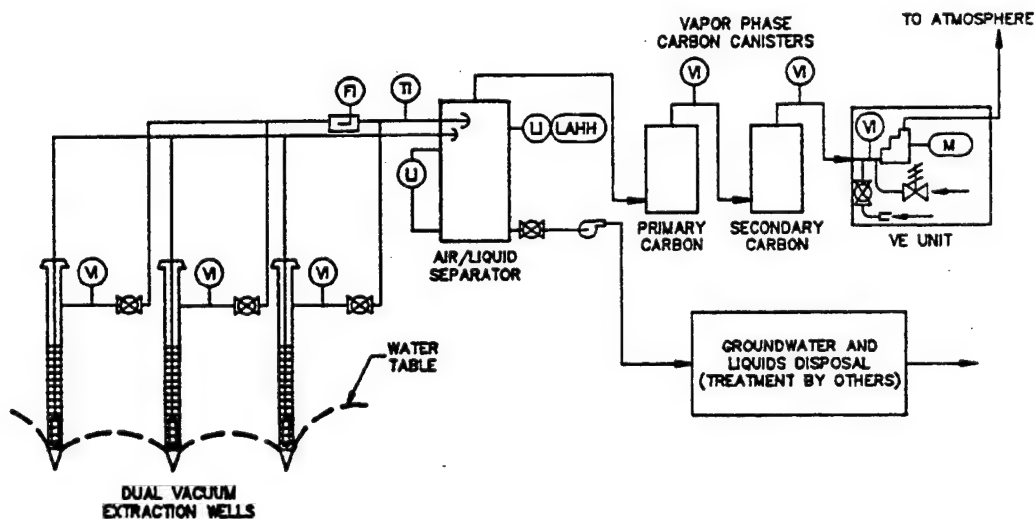 VAPOR PHASE
CARBON CANISTERS
TO ATMOSPHERE
FI
TI
VI
VI
LI
LAHH
VI
M
LI
PRIMARY
CARBON
SECONDARY
CARBON
VE UNIT
AIR/LIQUID
SEPARATOR
VI
VI
VI
WATER
TABLE
GROUNDWATER AND
LIQUIDS DISPOSAL
(TREATMENT BY OTHERS)
DUAL VACUUM
EXTRACTION WELLS